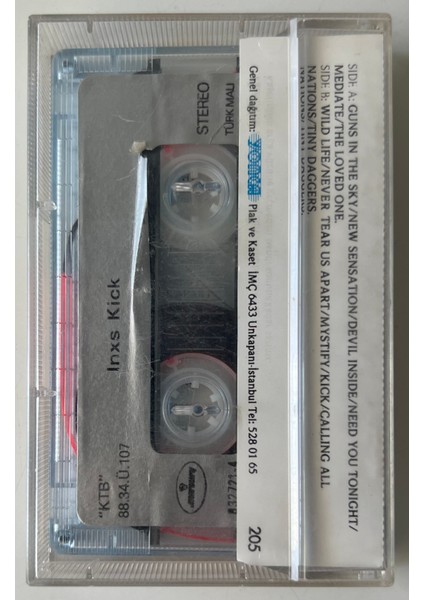 SIDE A: GUNS IN THE SKY/NEW SENSATION/DEVIL INSIDE/NEED YOU TONIGHT/
MEDIATE/THE LOVED ONE.
SIDE B: WILD LIFE/NEVER TEAR US APART/MYSTIFY/KICK/CALLING ALL
NATIONS/TINY DAGGERS.
Genel dağıtım: Plak ve Kaset İMÇ 6433 Unkapanı-İstanbul Tel: 528 01 65
205
STEREO
TÜRK MALI
Inxs Kick
"KTB"
88.34.Ü.107